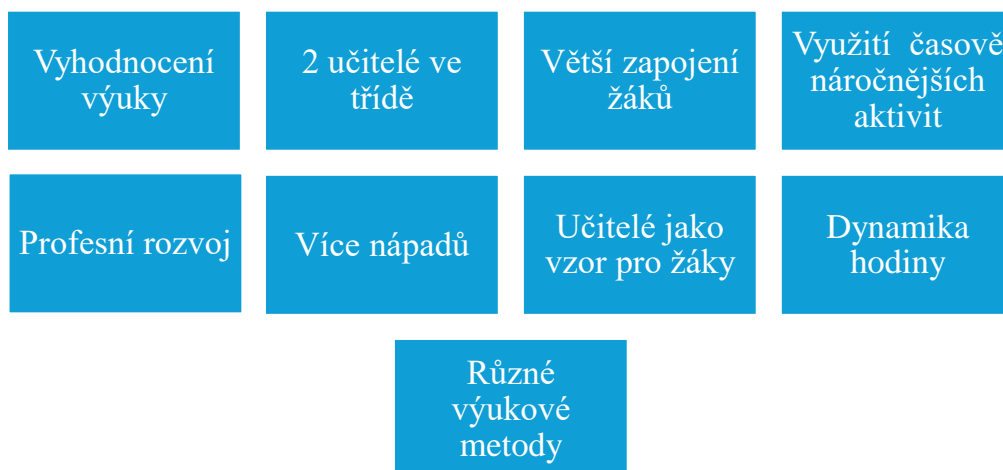 Vyhodnocení
výuky
2 učitelé ve
třídě
Větší zapojení
žáků
Využití  časově
náročnějších
aktivit
Profesní rozvoj
Více nápadů
Učitelé jako
vzor pro žáky
Dynamika
hodiny
Různé
výukové
metody